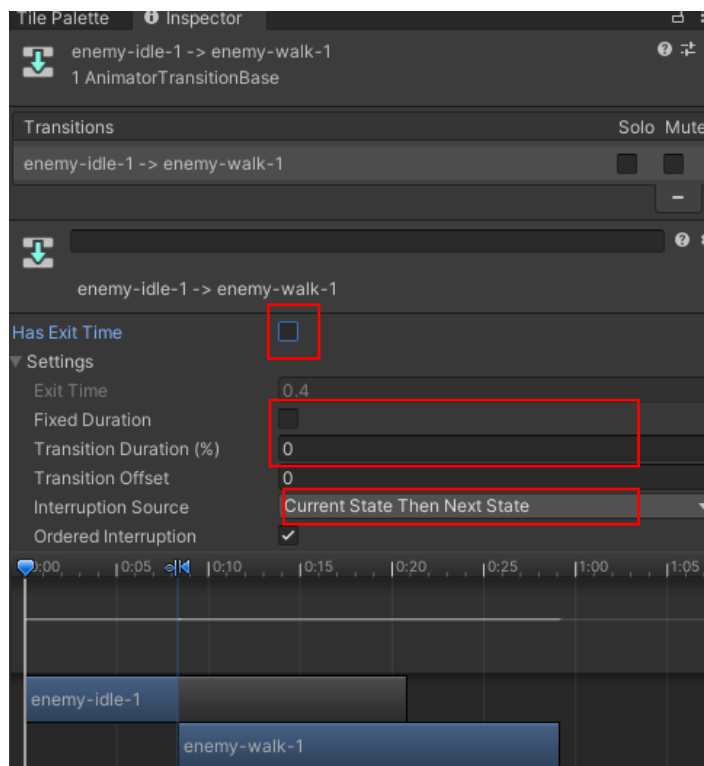 Tile Palette Inspector
enemy-idle-1 -> enemy-walk-1
1 AnimatorTransitionBase
Transitions Solo Mute
enemy-idle-1 -> enemy-walk-1
enemy-idle-1 -> enemy-walk-1
Has Exit Time
Settings
Exit Time 0.4
Fixed Duration
Transition Duration (%) 0
Transition Offset 0
Interruption Source Current State Then Next State
Ordered Interruption
0:00 0:05 0:10 0:15 0:20 0:25 1:00 1:05
enemy-idle-1
enemy-walk-1